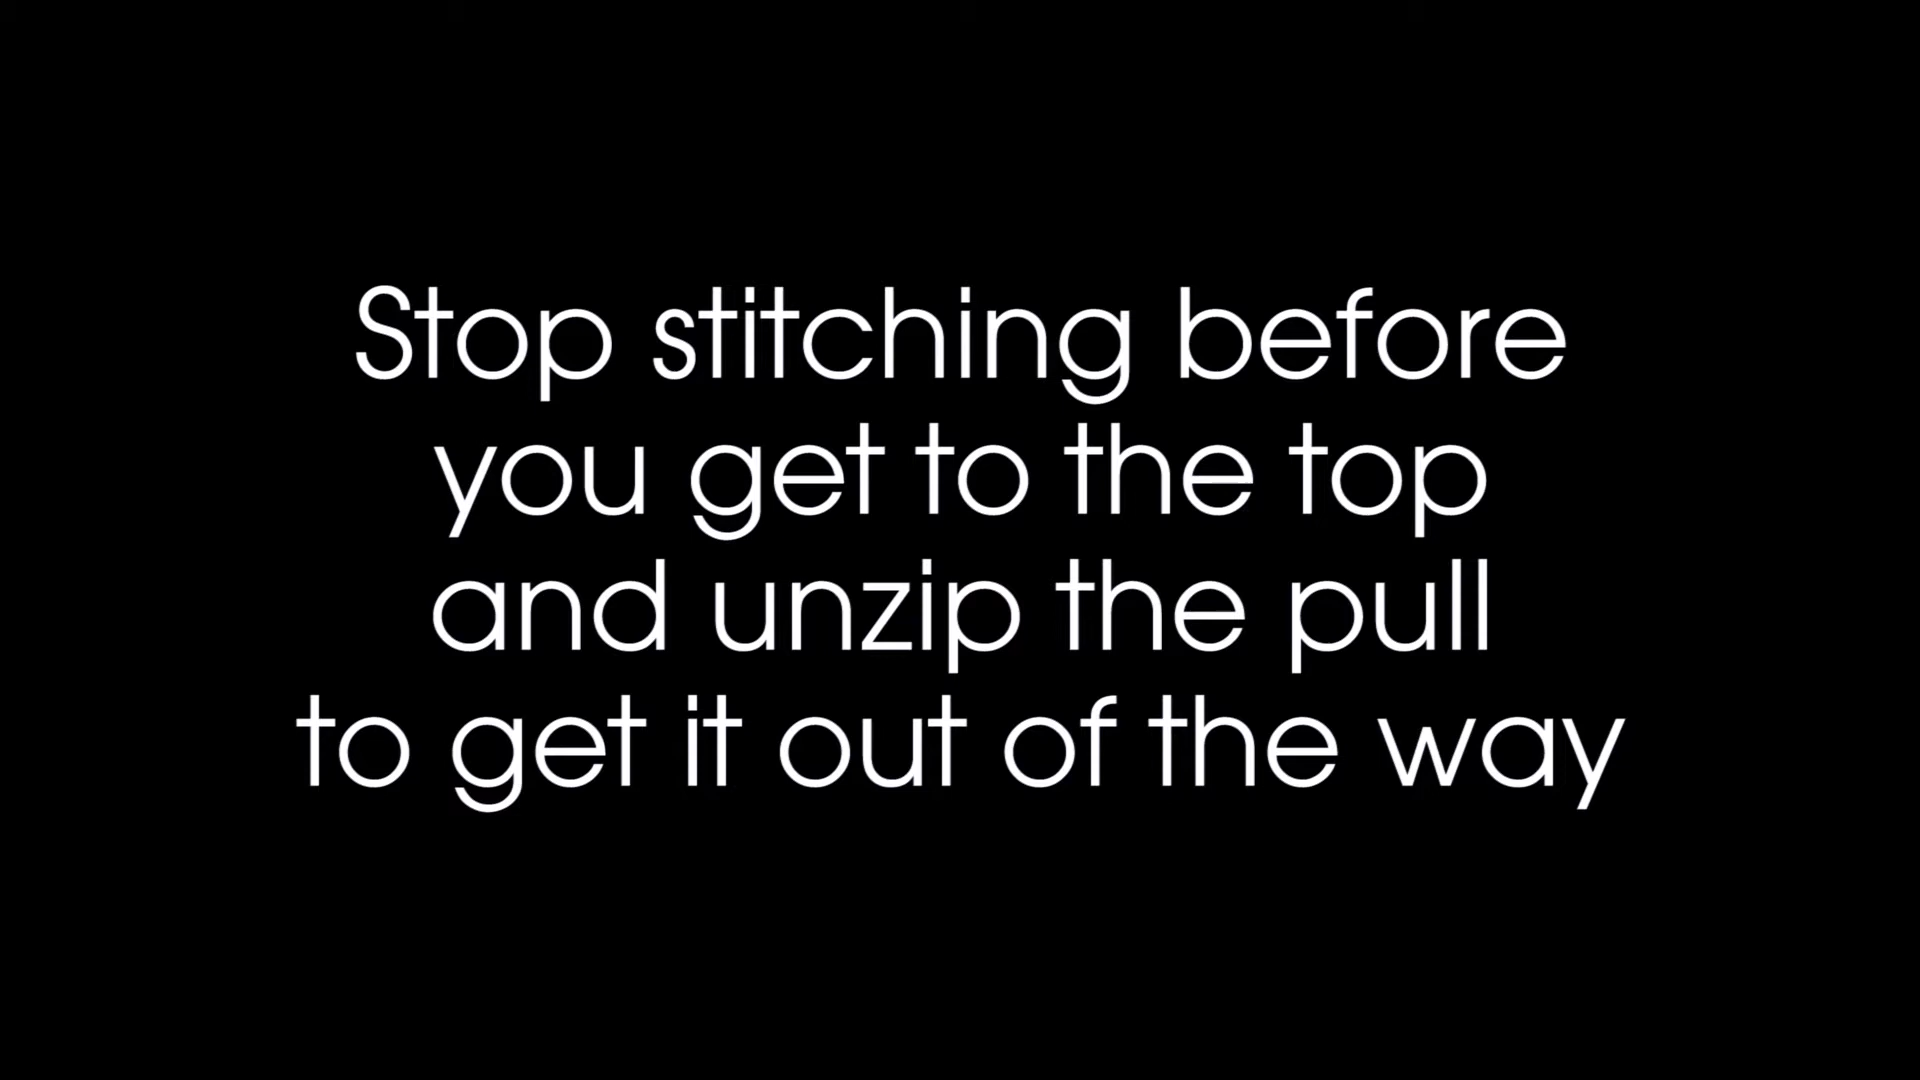 Stop stitching before
you get to the top
and unzip the pull
to get it out of the way